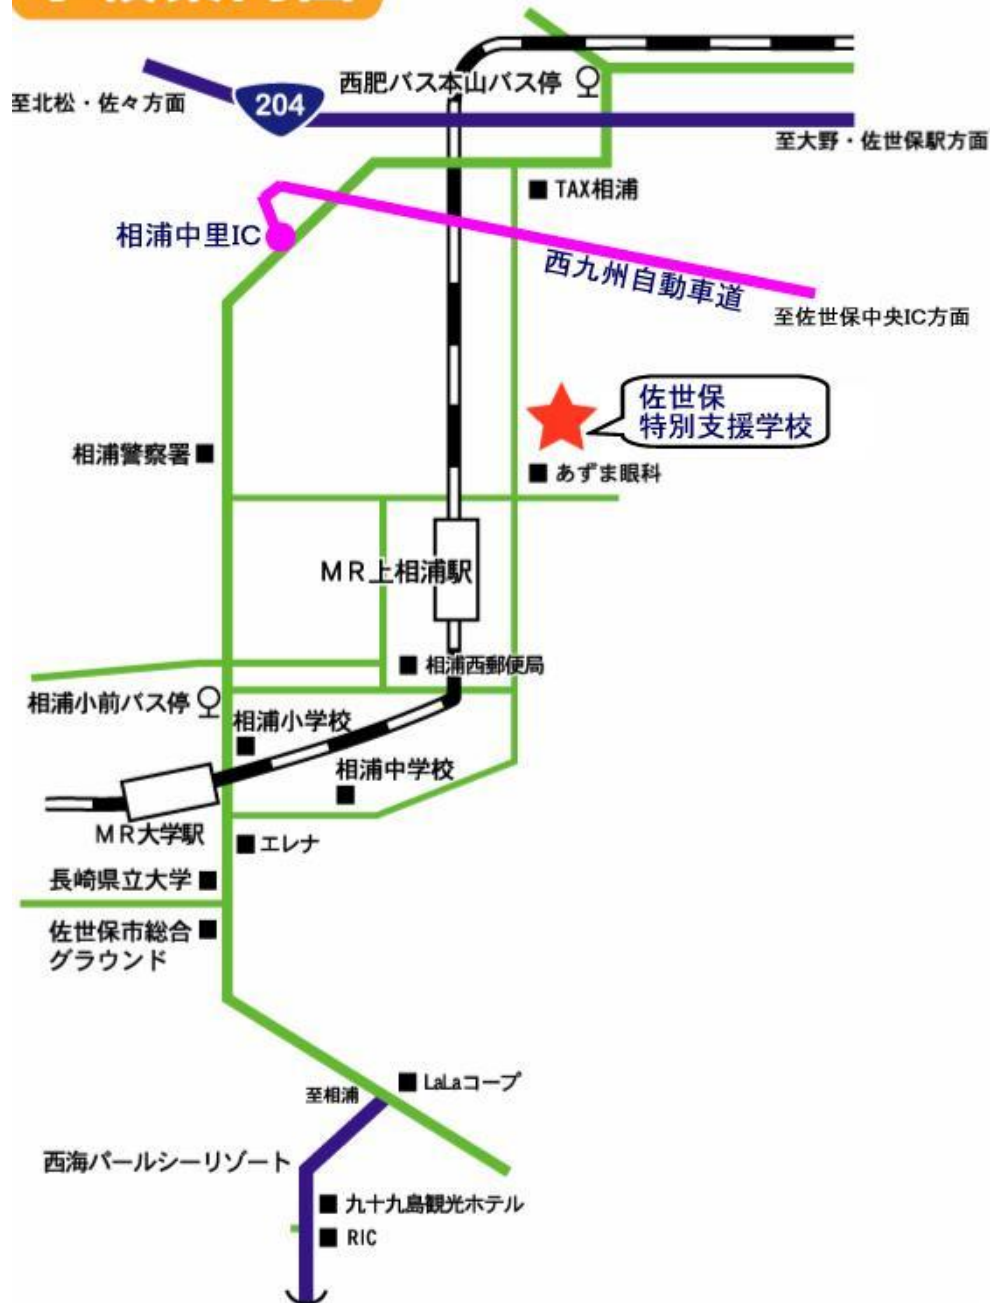 西肥バス本山バス停
至北松・佐々方面
204
至大野・佐世保駅方面
TAX相浦
相浦中里IC
西九州自動車道
至佐世保中央IC方面
佐世保
特別支援学校
相浦警察署
あずま眼科
MR上相浦駅
相浦西郵便局
相浦小前バス停
相浦小学校
相浦中学校
MR大学駅
エレナ
長崎県立大学
佐世保市総合
グラウンド
LaLaコープ
至相浦
西海パールシーリゾート
九十九島観光ホテル
RIC